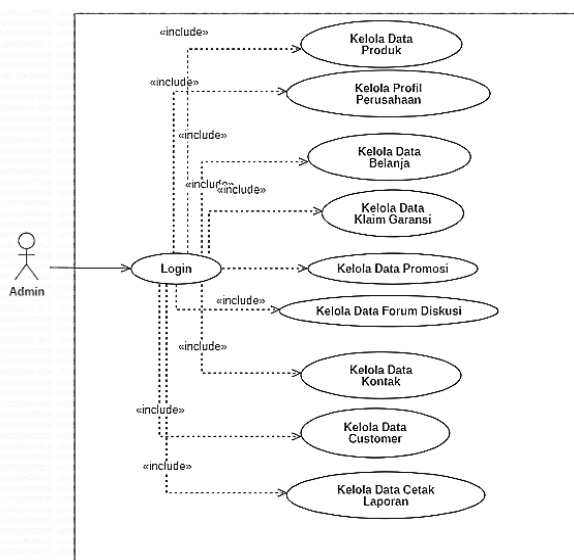 «include»
Kelola Data
Produk
«include»
Kelola Profil
Perusahaan
«include»
Kelola Data
Belanja
«include»
«include»
Kelola Data
Klaim Garansi
Admin
Login
Kelola Data Promosi
«include»
Kelola Data Forum Diskusi
«include»
Kelola Data
Kontak
«include»
Kelola Data
Customer
«include»
Kelola Data Cetak
Laporan